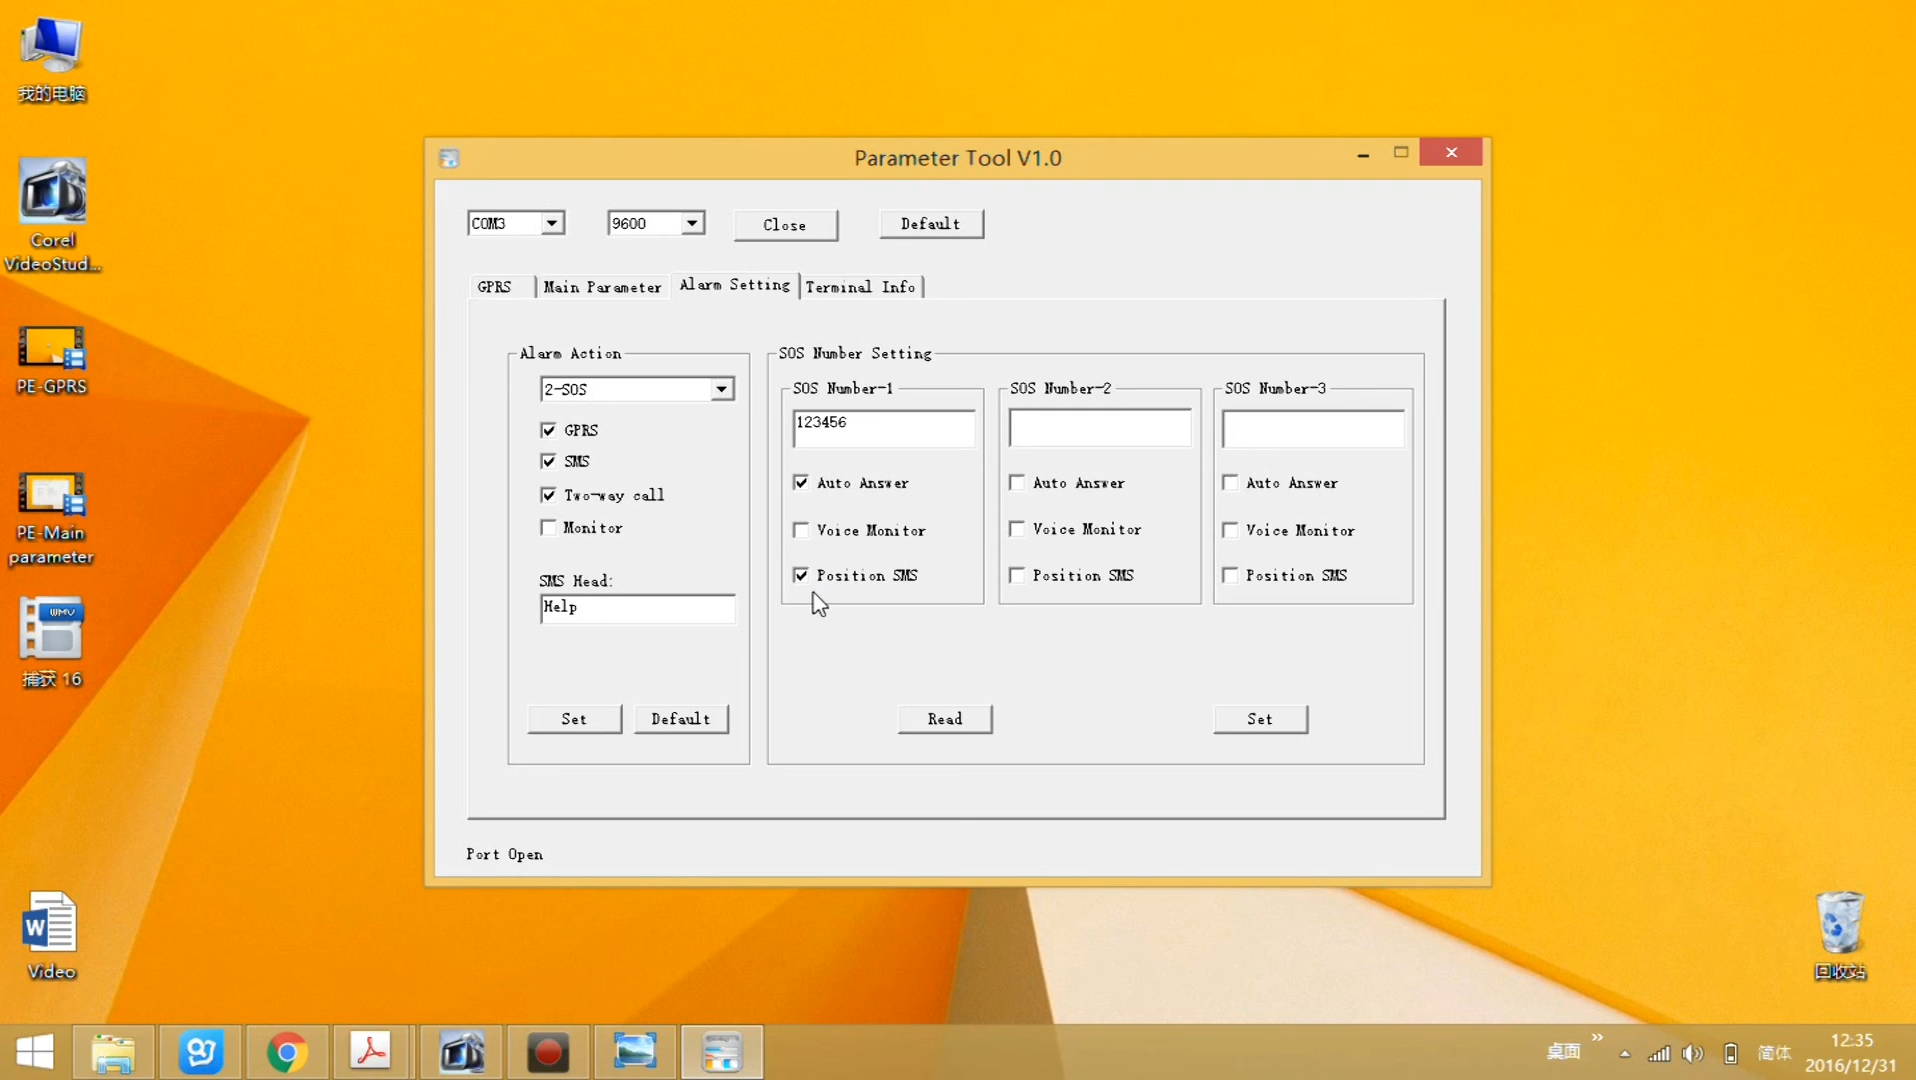 我的电脑
Corel
VideoStud...
PE-GPRS
PE-Main
parameter
WMV
捕获 16
W
Video
回收站
Parameter Tool V1.0
COM3
9600
Close
Default
GPRS
Main Parameter
Alarm Setting
Terminal Info
Alarm Action
2-SOS
GPRS
SMS
Two-way call
Monitor
SMS Head:
Help
Set
Default
SOS Number Setting
SOS Number-1
123456
Auto Answer
Voice Monitor
Position SMS
SOS Number-2
Auto Answer
Voice Monitor
Position SMS
SOS Number-3
Auto Answer
Voice Monitor
Position SMS
Read
Set
Port Open
桌面
简体
12:35
2016/12/31